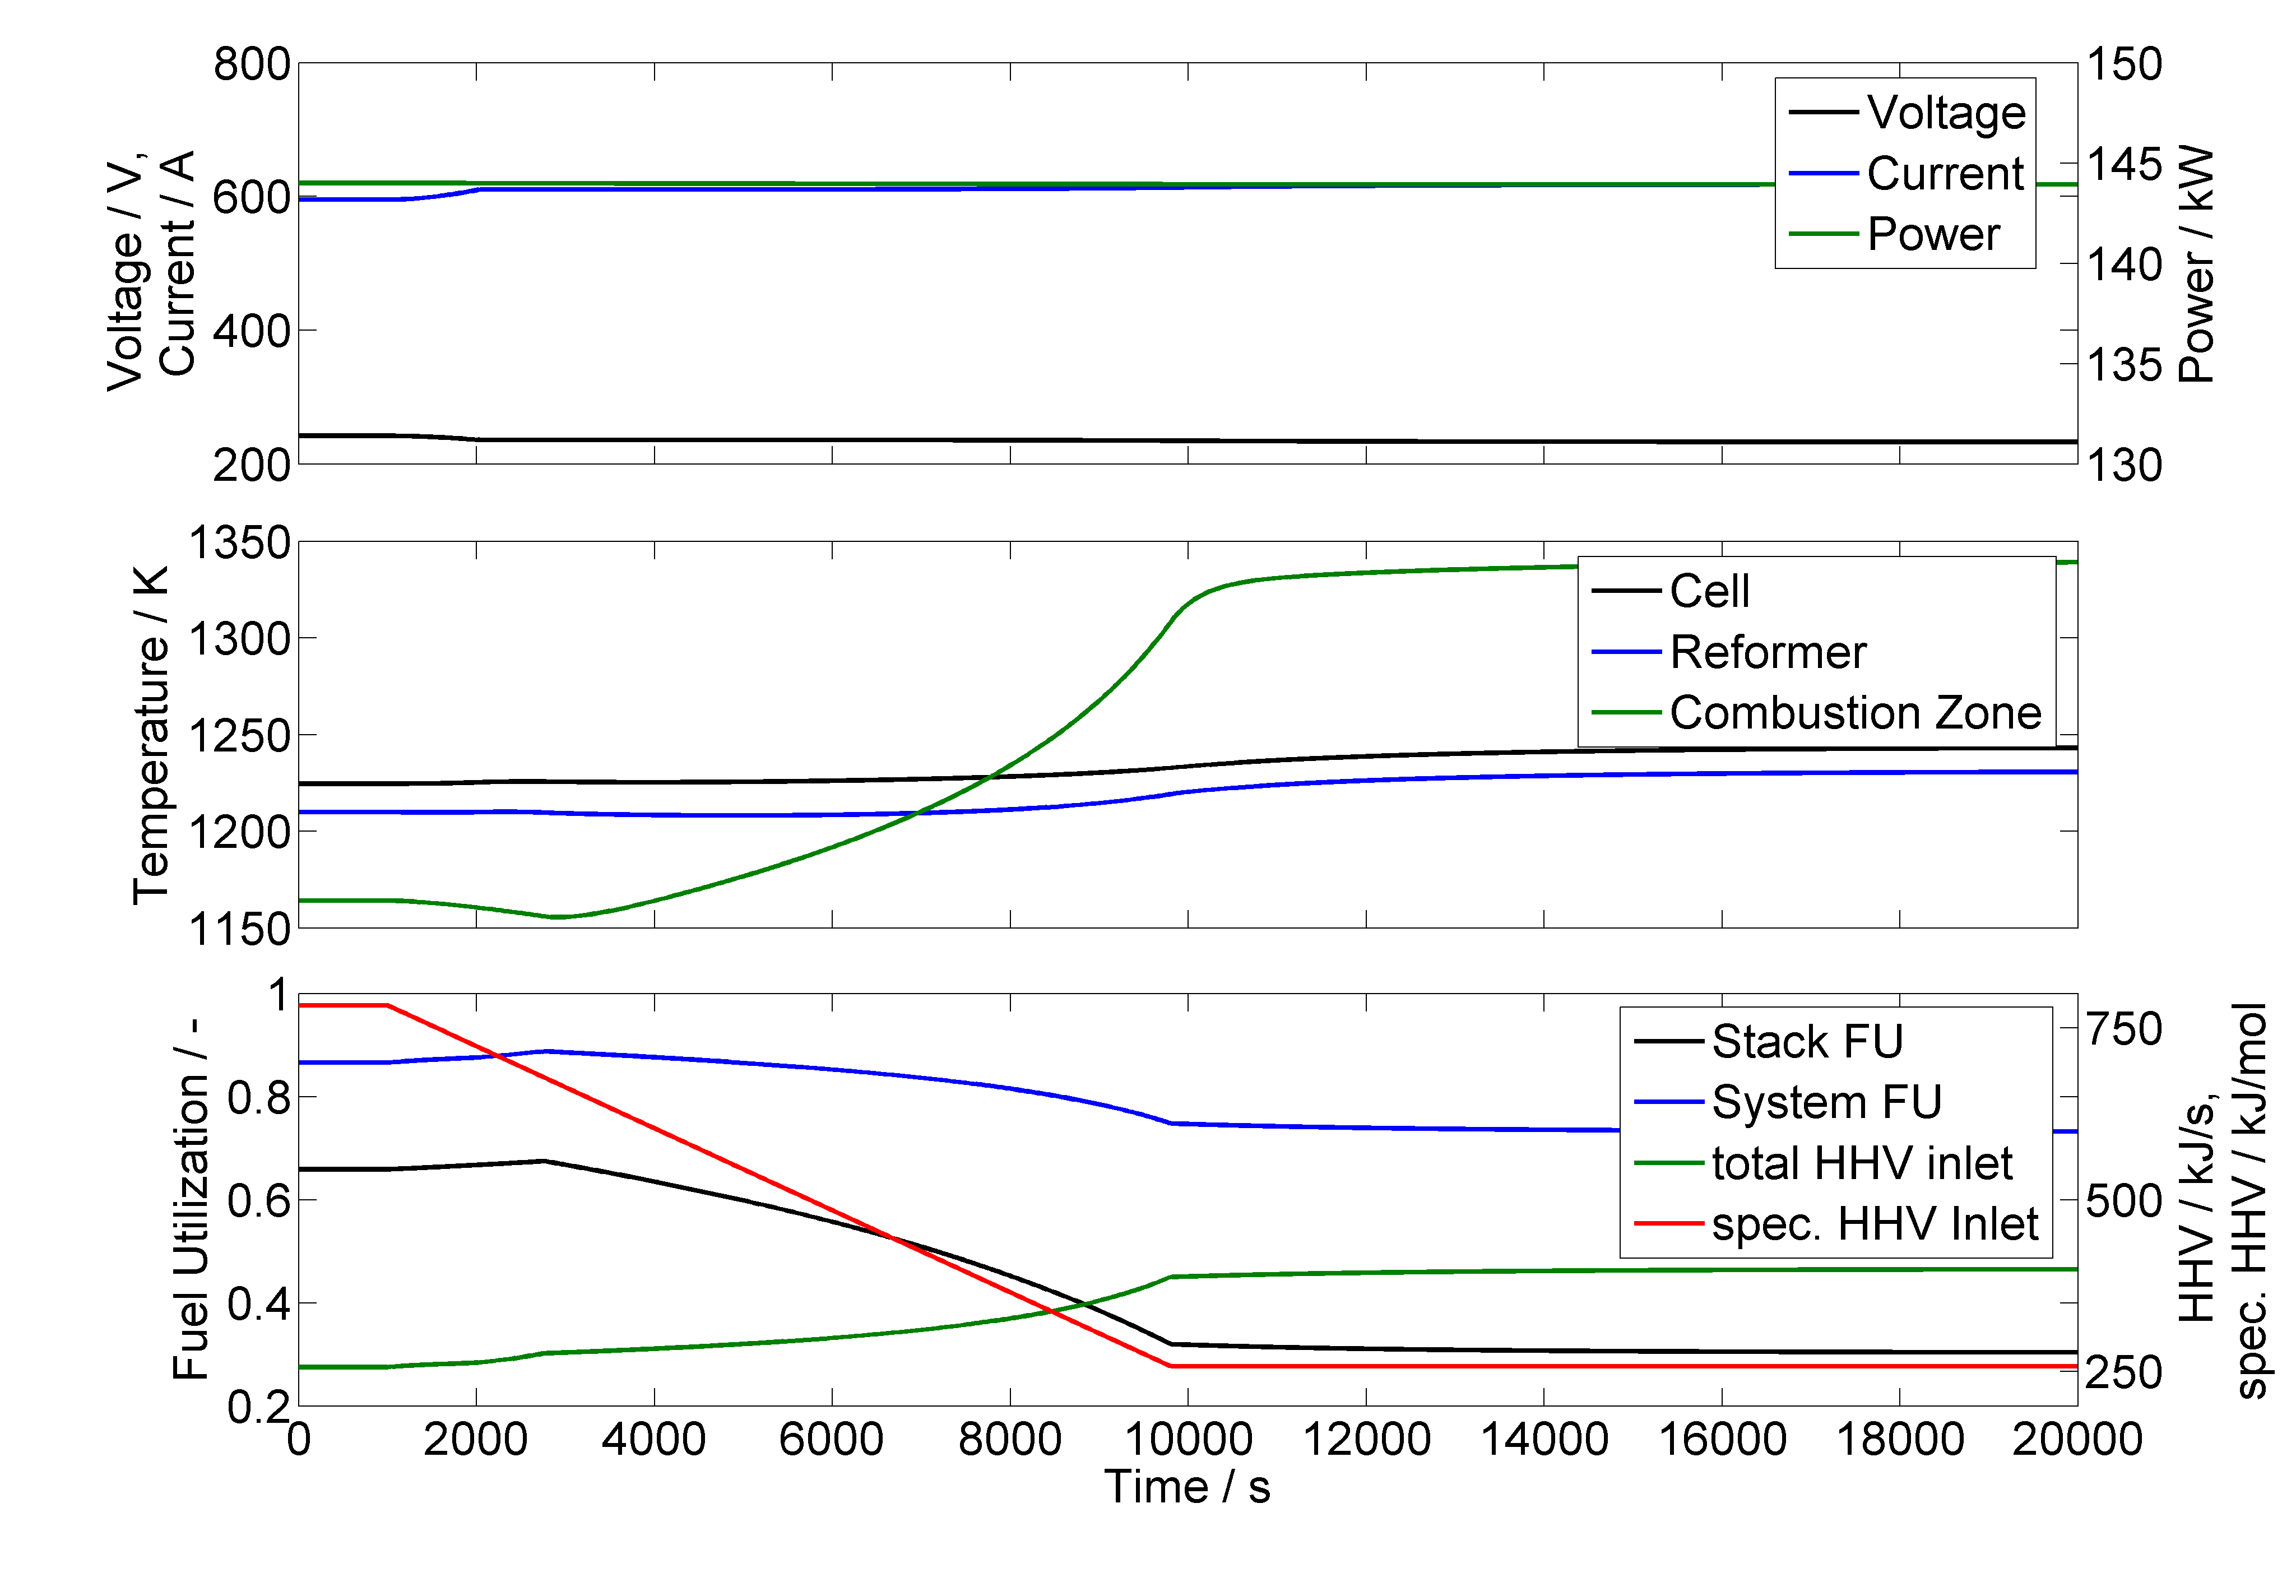 800
600
400
200
Voltage / V,
Current / A
150
145
140
135
130
Power / kW
Voltage
Current
Power
1350
1300
1250
1200
1150
Temperature / K
Cell
Reformer
Combustion Zone
1
0.8
0.6
0.4
0.2
Fuel Utilization / -
750
500
250
HHV / kJ/s,
spec. HHV / kJ/mol
Stack FU
System FU
total HHV inlet
spec. HHV Inlet
0 2000 4000 6000 8000 10000 12000 14000 16000 18000 20000
Time / s